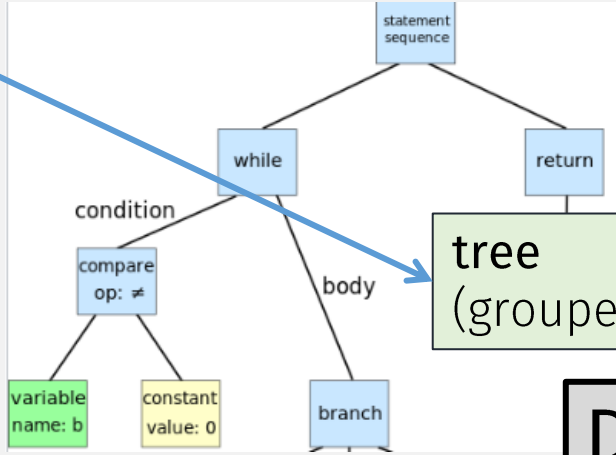 statement
sequence
while
return
condition
compare
op: ≠
body
tree
(groupe
variable
name: b
constant
value: 0
branch
D